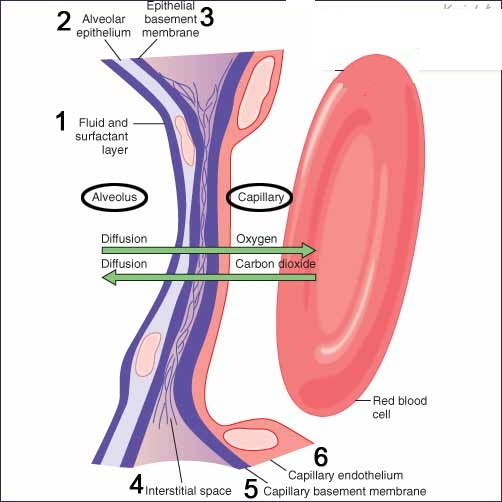 2 Alveolar
epithelium
Epithelial
basement
membrane 3
1 Fluid and
surfactant
layer
Alveolus
Capillary
Diffusion
Oxygen
Diffusion
Carbon dioxide
Red blood
cell
4 Interstitial space
6
Capillary endothelium
5 Capillary basement membrane